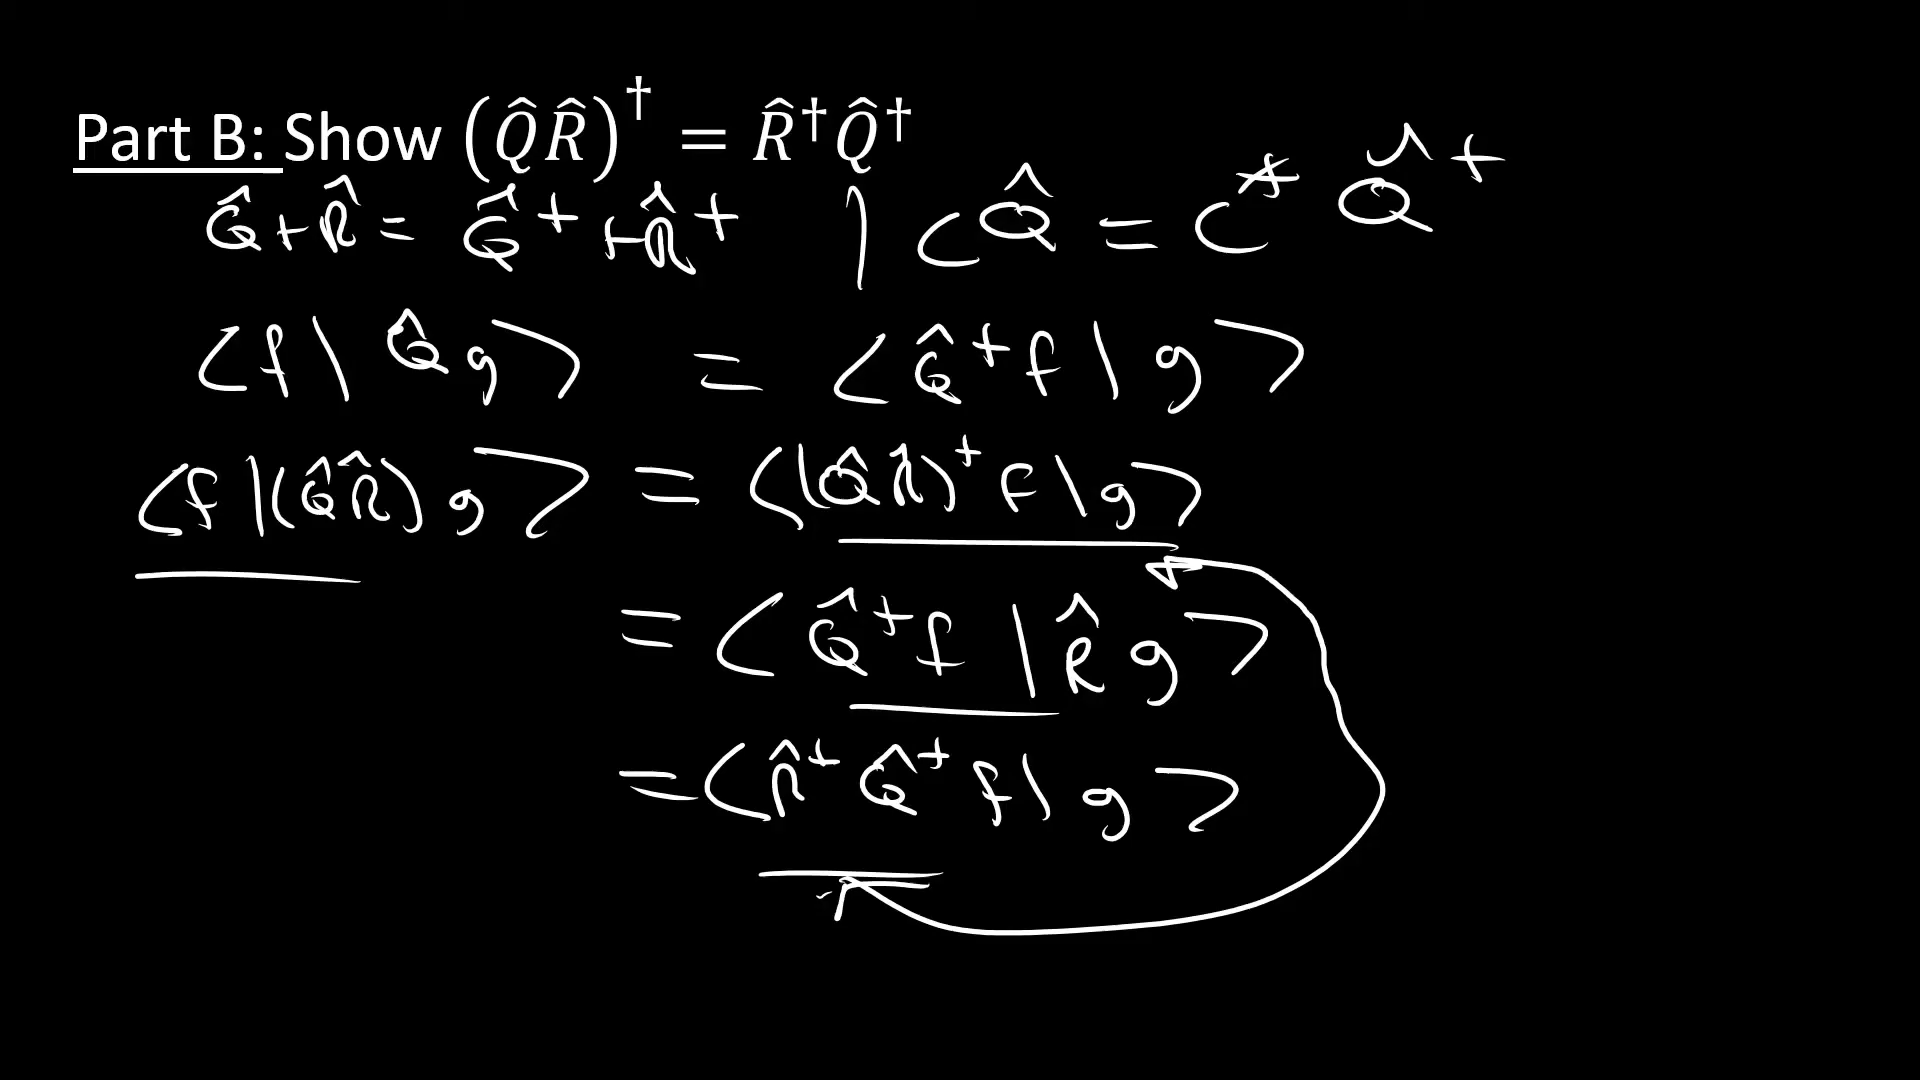 Part B: Show (Q̂R̂)† = R̂†Q̂†
Q̂ + R̂ = Q̂† + R̂† | cQ̂ = c* Q̂†
<f| Q̂g> = <Q̂†f|g>
<f|(Q̂R̂)g> = <(Q̂R̂)†f|g>
= <Q̂†f|R̂g>
= <R̂†Q̂†f|g>